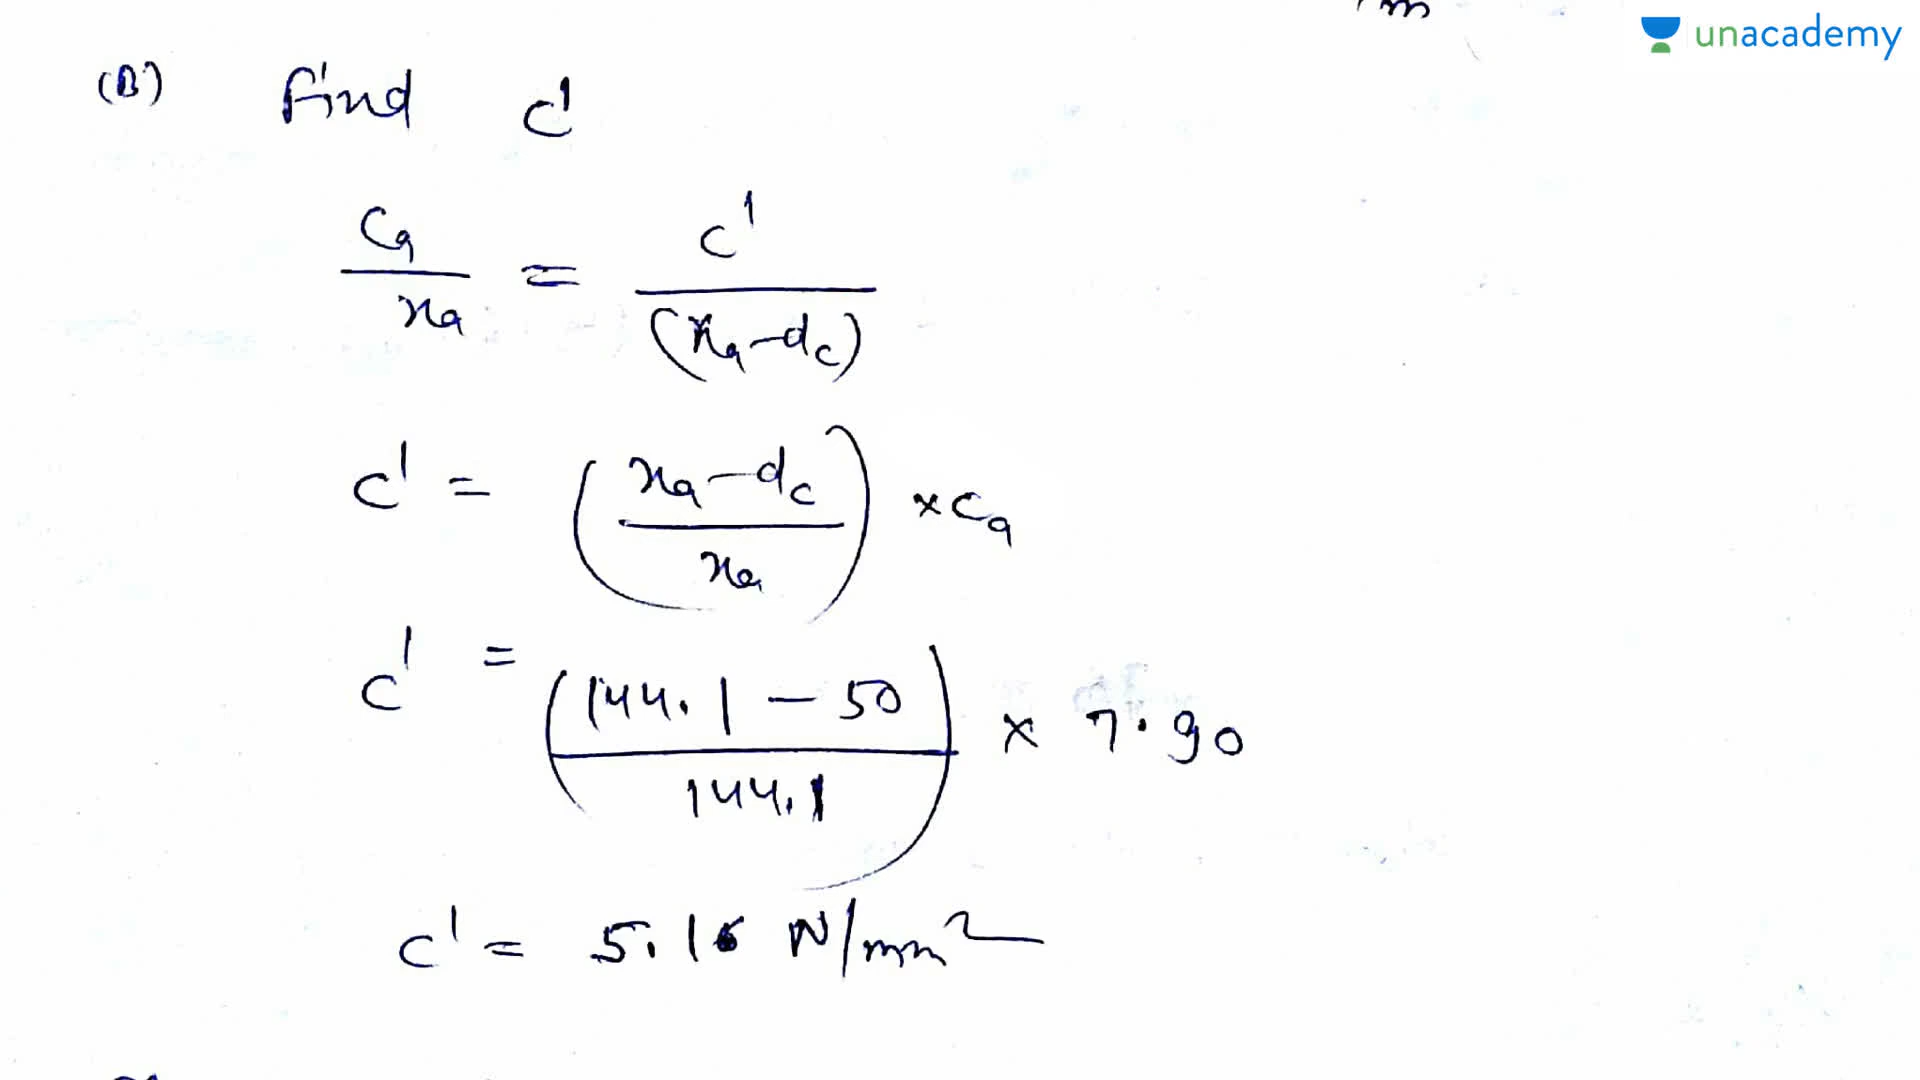 m
unacademy
(B) Find c'
Ca / xa = c' / (xa - dc)
c' = ( xa - dc / xa ) × ca
c' = ( 144.1 - 50 / 144.1 ) × 7.90
c' = 5.16 N/mm²